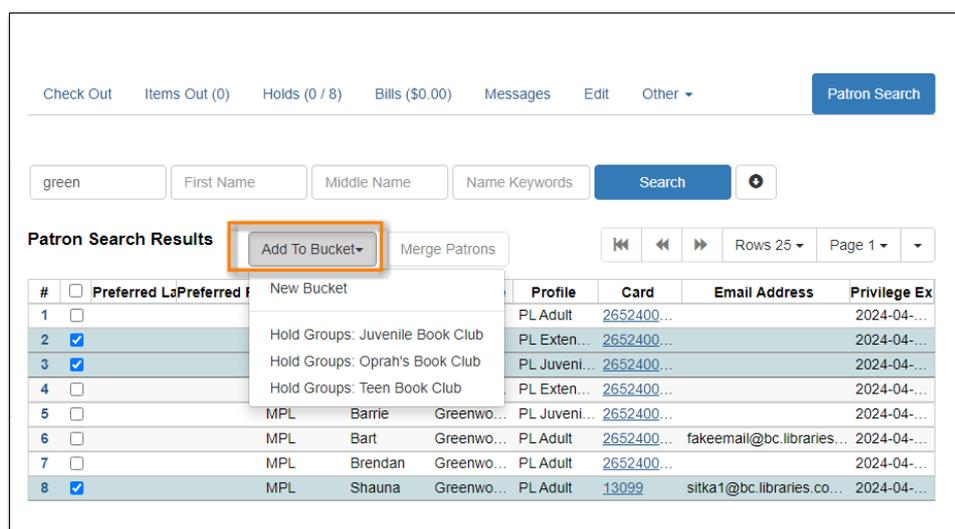 Check Out Items Out (0) Holds (0 / 8) Bills ($0.00) Messages Edit Other Patron Search
green First Name Middle Name Name Keywords Search
Patron Search Results Add To Bucket Merge Patrons Rows 25 Page 1
New Bucket
Hold Groups: Juvenile Book Club
Hold Groups: Oprah's Book Club
Hold Groups: Teen Book Club
# Preferred La Preferred F Profile Card Email Address Privilege Ex
1 PL Adult 2652400... 2024-04-...
2 PL Exten... 2652400... 2024-04-...
3 PL Juveni... 2652400... 2024-04-...
4 PL Exten... 2652400... 2024-04-...
5 MPL Barrie Greenwo... PL Juveni... 2652400... 2024-04-...
6 MPL Bart Greenwo... PL Adult 2652400... fakeemail@bc.libraries... 2024-04-...
7 MPL Brendan Greenwo... PL Adult 2652400... 2024-04-...
8 MPL Shauna Greenwo... PL Adult 13099 sitka1@bc.libraries.co... 2024-04-...